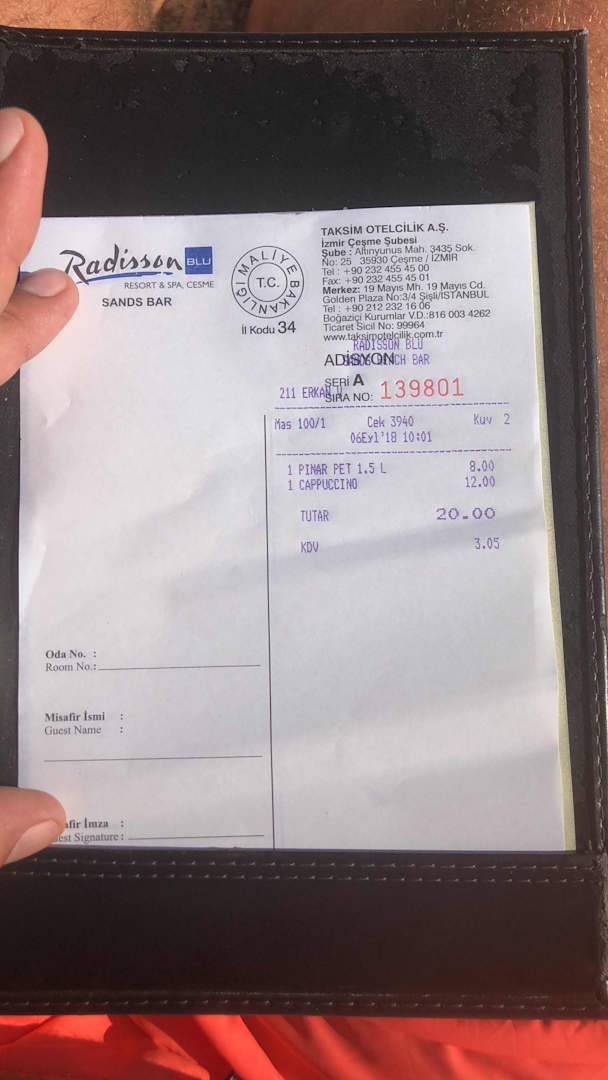 Radisson BLU
RESORT & SPA, CESME
SANDS BAR
MALİYE BAKANLIĞI
T.C.
İl Kodu 34
TAKSİM OTELCİLİK A.Ş.
İzmir Çeşme Şubesi
Şube : Altınyunus Mah. 3435 Sok.
No: 25 35930 Çeşme / İZMİR
Tel : +90 232 455 45 00
Fax: +90 232 455 45 01
Merkez: 19 Mayıs Mh. 19 Mayıs Cd.
Golden Plaza No:3/4 Şişli/İSTANBUL
Tel : +90 212 232 16 06
Boğaziçi Kurumlar V.D.:816 003 4262
Ticaret Sicil No: 99964
www.taksimotelcilik.com.tr
RADISSON BLU
ADİSYON
BAR
SERİ A
SIRA NO: 139801
211 ERKAN
Mas 100/1 Cek 3940 Kuv 2
06Eyl'18 10:01
1 PINAR PET 1.5 L 8.00
1 CAPPUCCINO 12.00
TUTAR 20.00
KDV 3.05
Oda No. :
Room No.:
Misafir İsmi :
Guest Name :
afir İmza :
est Signature :